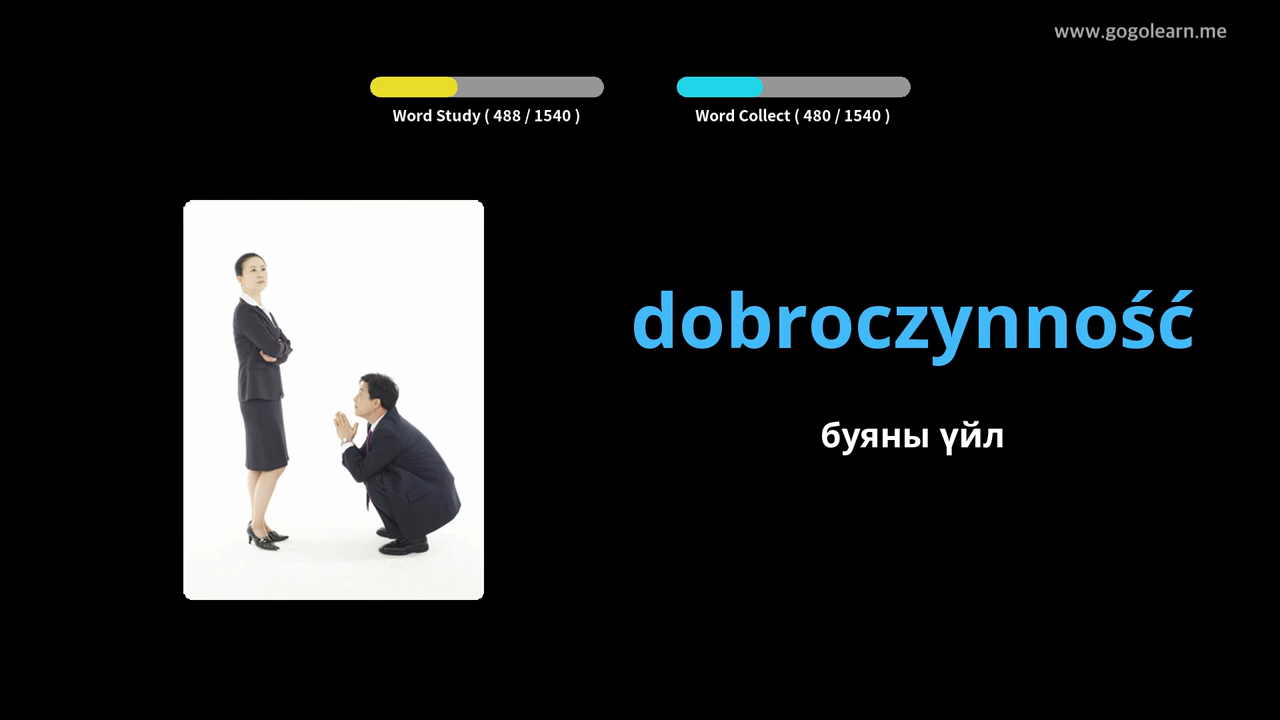 www.gogolearn.me
Word Study ( 488 / 1540 )
Word Collect ( 480 / 1540 )
dobroczynność
буяны үйл